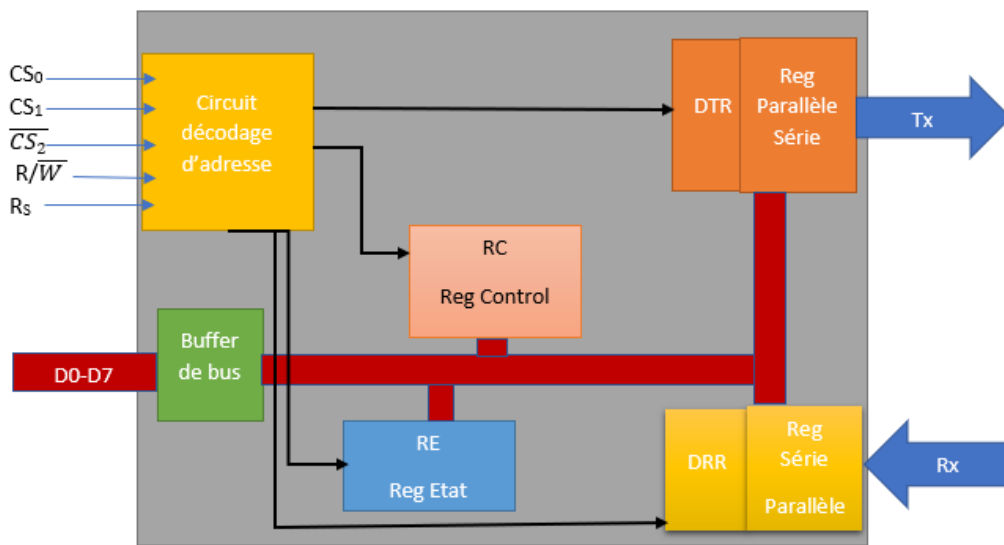 CS₀
CS₁
C̅S̅₂̅
R/W̅
Rₛ
Circuit
décodage
d'adresse
DTR
Reg
Parallèle
Série
Tx
RC
Reg Control
Buffer
de bus
D0-D7
RE
Reg Etat
DRR
Reg
Série
Parallèle
Rx